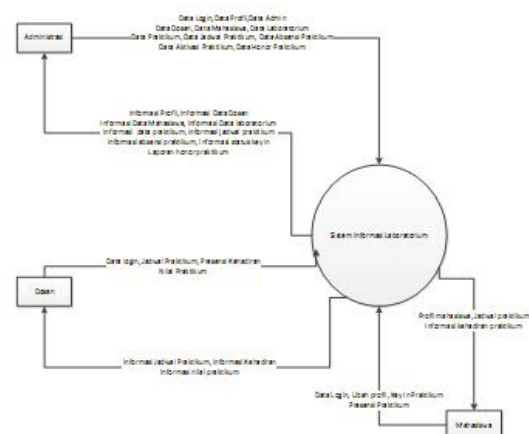 Data Login, Data Profil, Data Admin
Data Dosen, Data Mahasiswa, Data Laboratorium
Data Praktikum, Data Jadwal Praktikum, Data Absensi Praktikum
Data Aktivasi Praktikum, Data Honor Praktikum
Administrasi
Informasi Profil, Informasi Data Dosen
Informasi Data Mahasiswa, Informasi Data laboratorium
Informasi data praktikum, Informasi jadwal praktikum
Informasi absensi praktikum, Informasi status key in
Laporan honor praktikum
Sistem Informasi Laboratorium
Data login, Jadwal Praktikum, Presensi Kehadiran
Nilai Praktikum
Dosen
Profil mahasiswa, Jadwal praktikum
Informasi kehadiran praktikum
Informasi Jadwal Praktikum, Informasi Kehadiran
Informasi nilai praktikum
Data Login, Ubah profil, Key In Praktikum
Presensi Praktikum
Mahasiswa